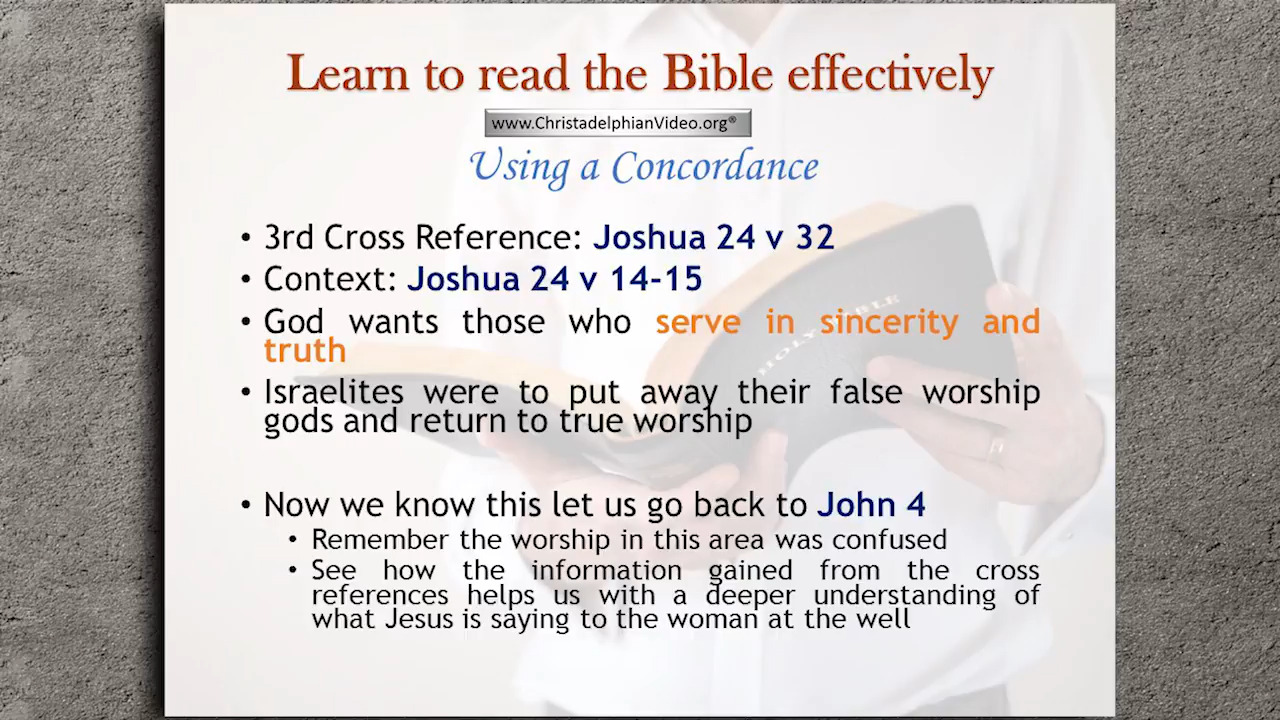 Learn to read the Bible effectively
www.ChristadelphianVideo.org®
Using a Concordance
• 3rd Cross Reference: Joshua 24 v 32
• Context: Joshua 24 v 14-15
• God wants those who serve in sincerity and
truth
• Israelites were to put away their false worship
gods and return to true worship
• Now we know this let us go back to John 4
• Remember the worship in this area was confused
• See how the information gained from the cross
references helps us with a deeper understanding of
what Jesus is saying to the woman at the well
HOLY BIBLE